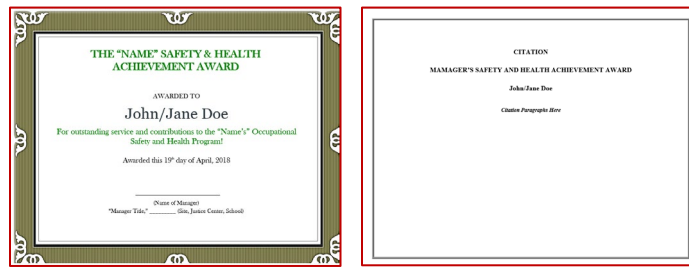 THE “NAME” SAFETY & HEALTH
ACHIEVEMENT AWARD
AWARDED TO
John/Jane Doe
For outstanding service and contributions to the “Name’s” Occupational
Safety and Health Program!
Awarded this 19th day of April, 2018
(Name of Manager)
“Manager Title,” __________ (Site, Justice Center, School)
CITATION
MAMAGER’S SAFETY AND HEALTH ACHIEVEMENT AWARD
John/Jane Doe
Citation Paragraphs Here